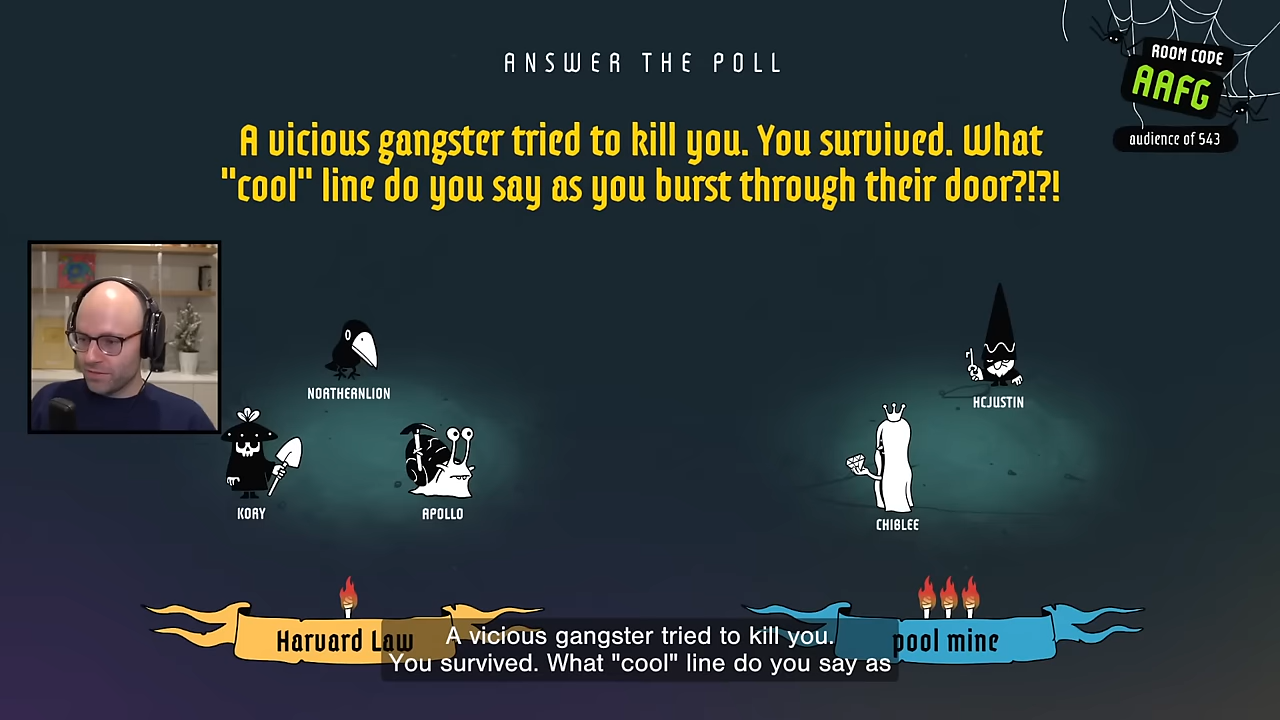 ANSWER THE POLL
ROOM CODE
AAFG
audience of 543
A vicious gangster tried to kill you. You survived. What
"cool" line do you say as you burst through their door?!?!
NORTHERNLION
HCJUSTIN
KORY
APOLLO
CHIBLEE
Harvard Law
pool mine
A vicious gangster tried to kill you.
You survived. What "cool" line do you say as